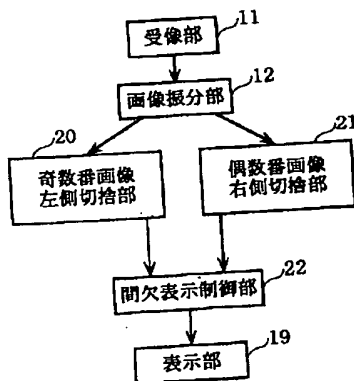 11
受像部
12
画像振分部
20
21
奇数番画像
左側切捨部
偶数番画像
右側切捨部
22
間欠表示制御部
表示部
19